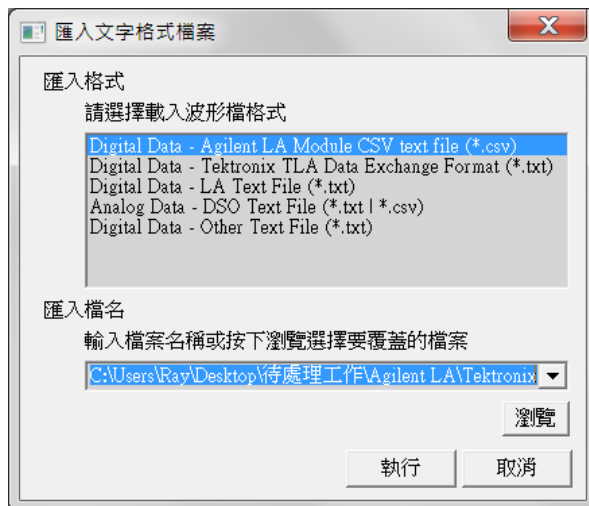 匯入文字格式檔案
匯入格式
請選擇載入波形檔格式
Digital Data - Agilent LA Module CSV text file (*.csv)
Digital Data - Tektronix TLA Data Exchange Format (*.txt)
Digital Data - LA Text File (*.txt)
Analog Data - DSO Text File (*.txt | *.csv)
Digital Data - Other Text File (*.txt)
匯入檔名
輸入檔案名稱或按下瀏覽選擇要覆蓋的檔案
C:\Users\Ray\Desktop\待處理工作\Agilent LA\Tektronix
瀏覽
執行 取消